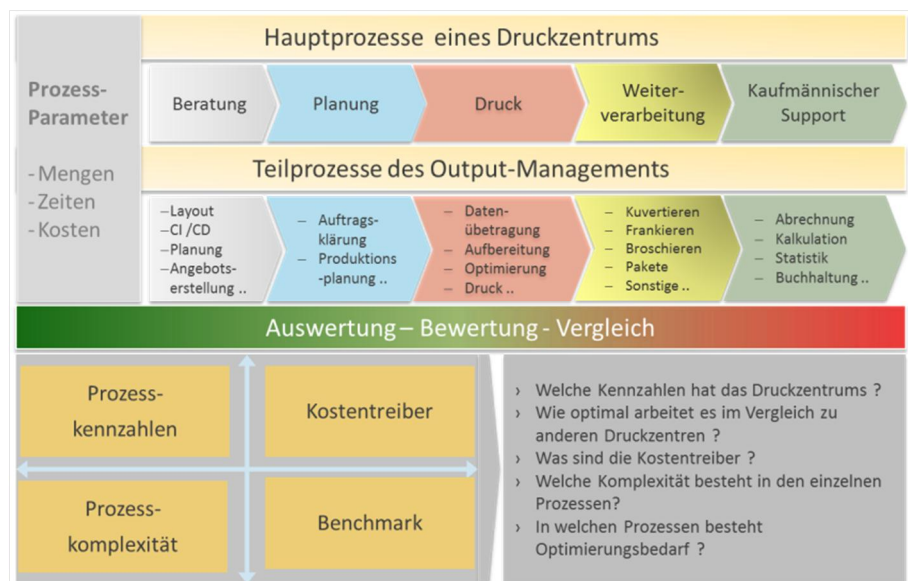 Hauptprozesse eines Druckzentrums
Prozess-
Parameter
- Mengen
- Zeiten
- Kosten
Beratung
Planung
Druck
Weiter-
verarbeitung
Kaufmännischer
Support
Teilprozesse des Output-Managements
–Layout
–CI /CD
–Planung
–Angebots-
erstellung ..
– Auftrags-
klärung
– Produktions
-planung ..
– Daten-
übetragung
– Aufbereitung
– Optimierung
– Druck ..
– Kuvertieren
– Frankieren
– Broschieren
– Pakete
– Sonstige ..
– Abrechnung
– Kalkulation
– Statistik
– Buchhaltung ..
Auswertung – Bewertung - Vergleich
Prozess-
kennzahlen
Kostentreiber
Prozess-
komplexität
Benchmark
› Welche Kennzahlen hat das Druckzentrums ?
› Wie optimal arbeitet es im Vergleich zu
anderen Druckzentren ?
› Was sind die Kostentreiber ?
› Welche Komplexität besteht in den einzelnen
Prozessen?
› In welchen Prozessen besteht
Optimierungsbedarf ?